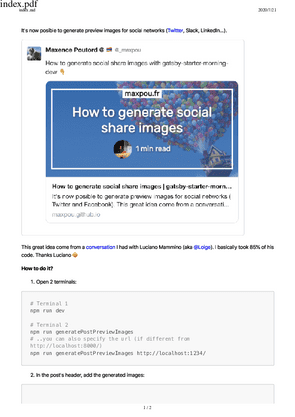 index.pdf
index.md
2020/1/21
It's now posible to generate preview images for social networks (Twitter, Slack, LinkedIn...).
Maxence Poutord
@_maxpou
How to generate social share images with gatsby-starter-morning-
dew 👇
maxpou.fr
How to generate social
share images
1 min read
How to generate social share images | gatsby-starter-morn...
It's now posible to generate preview images for social networks (
Twitter and Facebook). This great idea come from a conversati...
maxpou.github.io
This great idea come from a conversation I had with Luciano Mammino (aka @Loige). I basically took 85% of his
code. Thanks Luciano
How to do it?
1. Open 2 terminals:
# Terminal 1
npm run dev
# Terminal 2
npm run generatePostPreviewImages
# ..you can also specify the url (if different from
http://localhost:8000/)
npm run generatePostPreviewImages http://localhost:1234/
2. In the post's header, add the generated images:
1 / 2